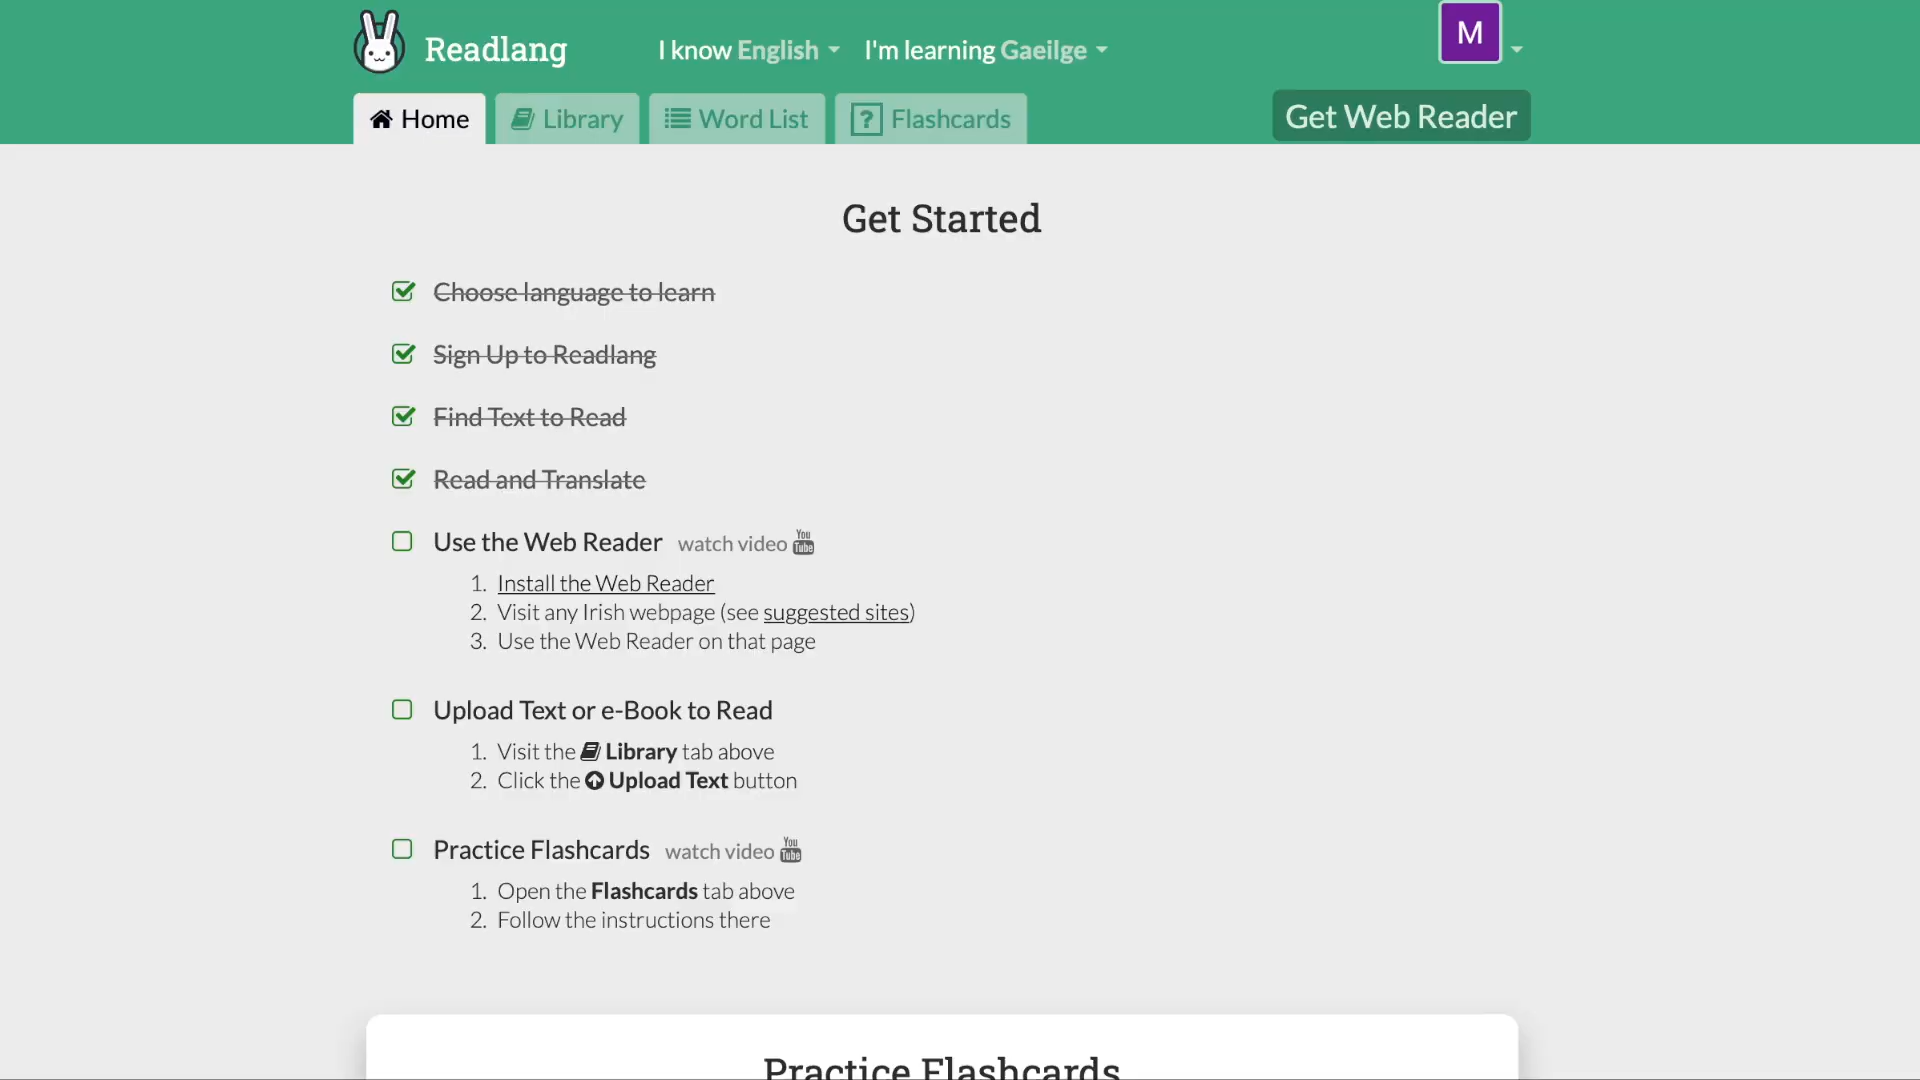 Readlang
I know English
I'm learning Gaeilge
M
Home
Library
Word List
? Flashcards
Get Web Reader
Get Started
Choose language to learn
Sign Up to Readlang
Find Text to Read
Read and Translate
Use the Web Reader watch video You Tube
1. Install the Web Reader
2. Visit any Irish webpage (see suggested sites)
3. Use the Web Reader on that page
Upload Text or e-Book to Read
1. Visit the Library tab above
2. Click the Upload Text button
Practice Flashcards watch video You Tube
1. Open the Flashcards tab above
2. Follow the instructions there
Practice Flashcards